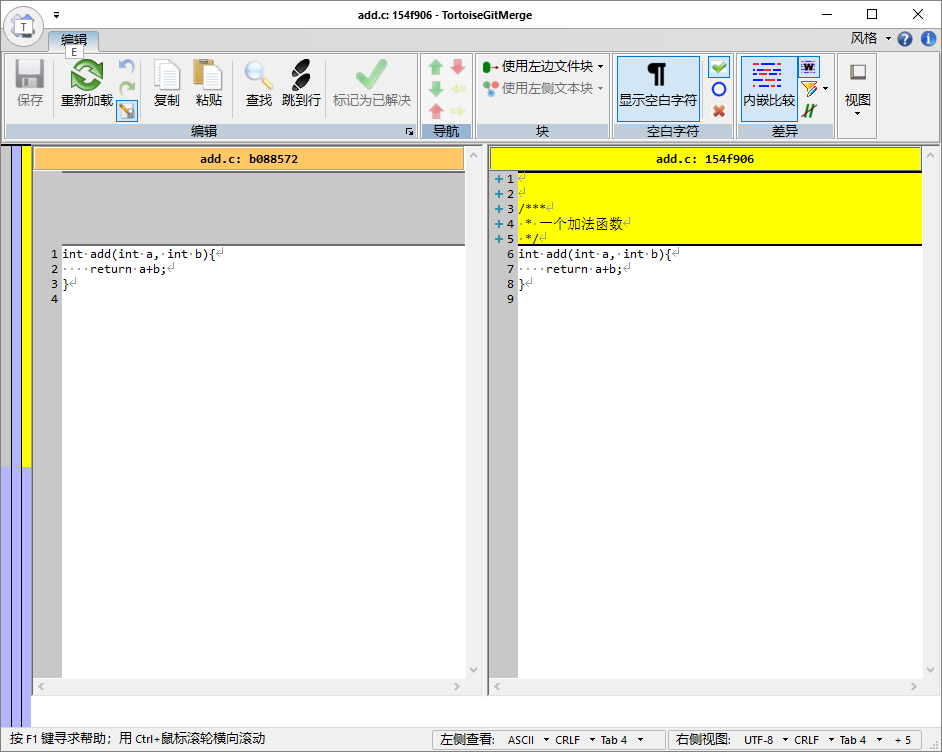 add.c: 154f906 - TortoiseGitMerge
T
编辑
E
风格
保存
重新加载
复制
粘贴
查找
跳到行
标记为已解决
编辑
导航
使用左边文件块
使用左侧文本块
块
显示空白字符
空白字符
内嵌比较
差异
视图
add.c: b088572
1 int·add(int·a,·int·b){↵
2 ····return·a+b;↵
3 }↵
4
add.c: 154f906
+ 1 ↵
+ 2 ↵
+ 3 /***↵
+ 4 ·*·一个加法函数↵
+ 5 ·*/↵
6 int·add(int·a,·int·b){↵
7 ····return·a+b;↵
8 }↵
9
按 F1 键寻求帮助；用 Ctrl+鼠标滚轮横向滚动
左侧查看: ASCII CRLF Tab 4
右侧视图: UTF-8 CRLF Tab 4 + 5